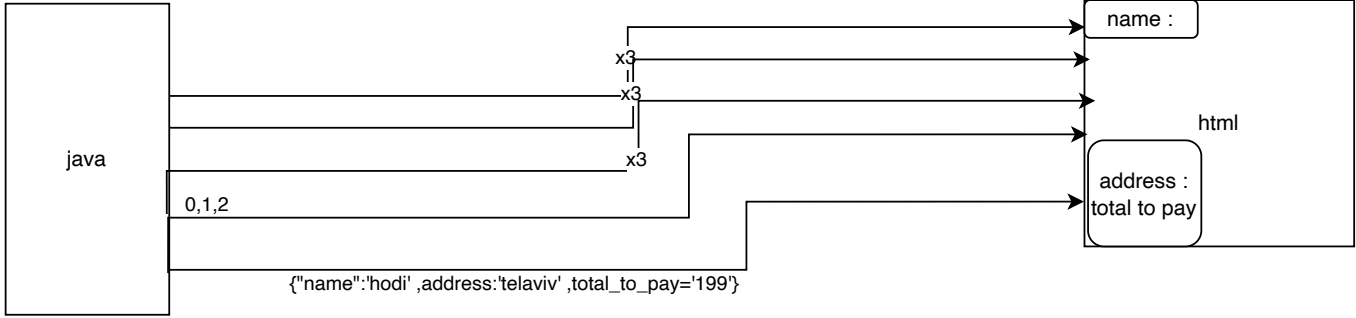 name :
x3
x3
html
java
x3
address :
total to pay
0,1,2
{"name":'hodi' ,address:'telaviv' ,total_to_pay='199'}